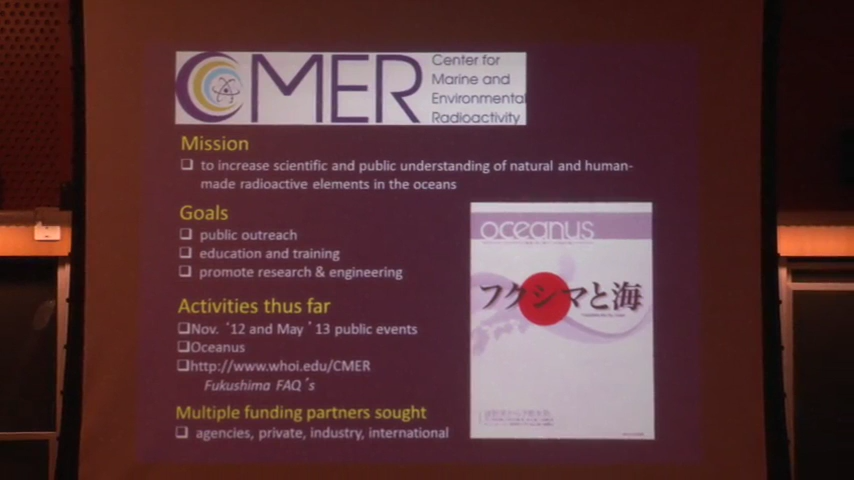 CMER
Center for
Marine and
Environmental
Radioactivity
Mission
to increase scientific and public understanding of natural and human-
made radioactive elements in the oceans
Goals
public outreach
education and training
promote research & engineering
Activities thus far
Nov. ´12 and May ´13 public events
Oceanus
http://www.whoi.edu/CMER
Fukushima FAQ´s
Multiple funding partners sought
agencies, private, industry, international
oceanus
フクシマと海